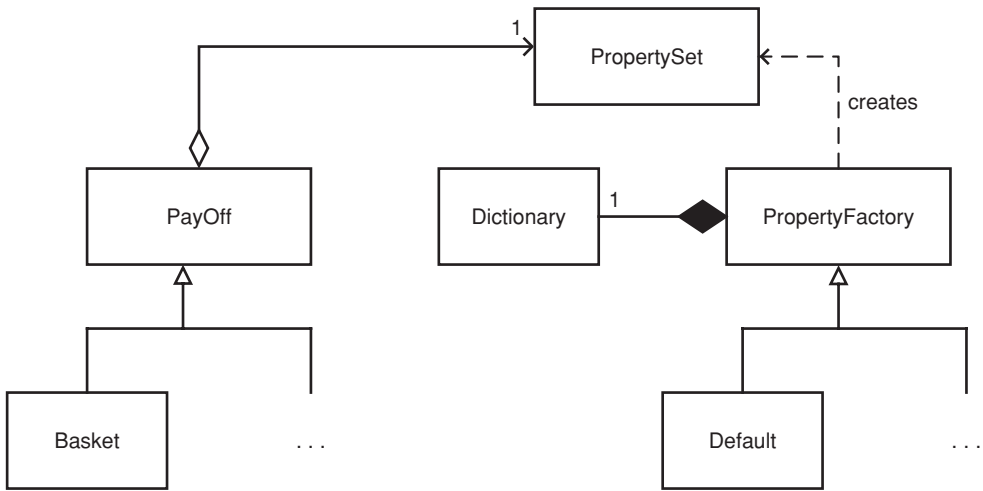 1
PropertySet
creates
PayOff
Dictionary
1
PropertyFactory
Basket
. . .
Default
. . .